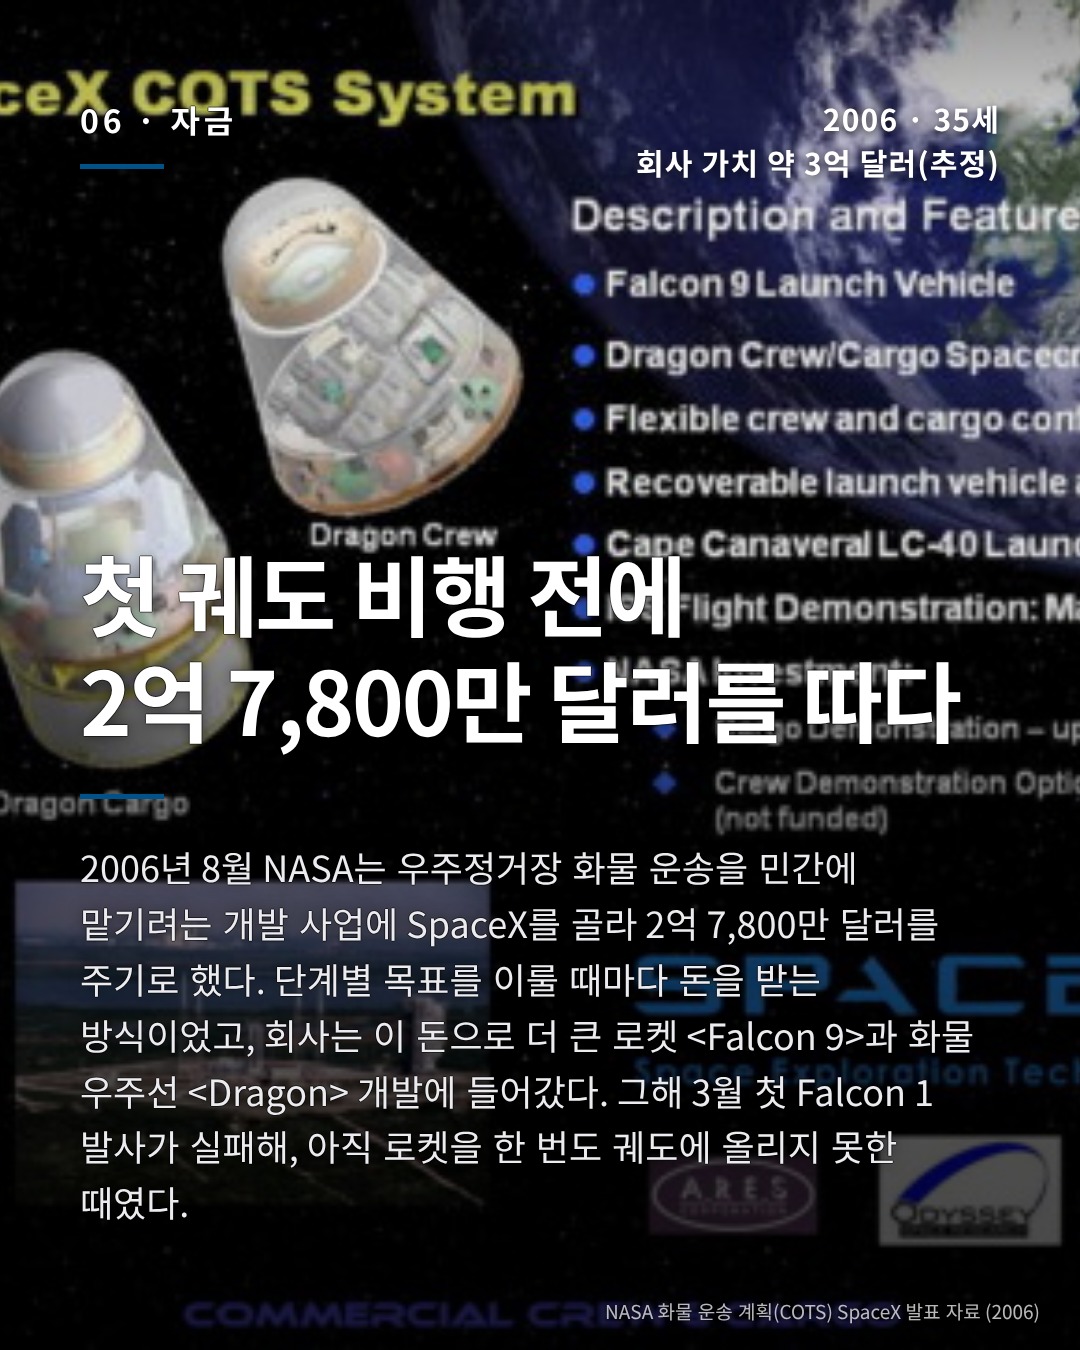 ceX COTS System
06 · 자금
2006 · 35세
회사 가치 약 3억 달러(추정)
Description and Feature
Falcon 9 Launch Vehicle
Dragon Crew/Cargo Spacecr
Flexible crew and cargo conf
Recoverable launch vehicle a
Dragon Crew
Cape Canaveral LC-40 Launc
첫 궤도 비행 전에
Flight Demonstration: Ma
2억 7,800만 달러를 따다
Crew Demonstration Optio
(not funded)
Dragon Cargo
2006년 8월 NASA는 우주정거장 화물 운송을 민간에
맡기려는 개발 사업에 SpaceX를 골라 2억 7,800만 달러를
주기로 했다. 단계별 목표를 이룰 때마다 돈을 받는
방식이었고, 회사는 이 돈으로 더 큰 로켓 <Falcon 9>과 화물
우주선 <Dragon> 개발에 들어갔다. 그해 3월 첫 Falcon 1
발사가 실패해, 아직 로켓을 한 번도 궤도에 올리지 못한
때였다.
SPACE
Space Exploration Tech
ARES
CORPORATION
ODYSSEY
COMMERCIAL
NASA 화물 운송 계획(COTS) SpaceX 발표 자료 (2006)